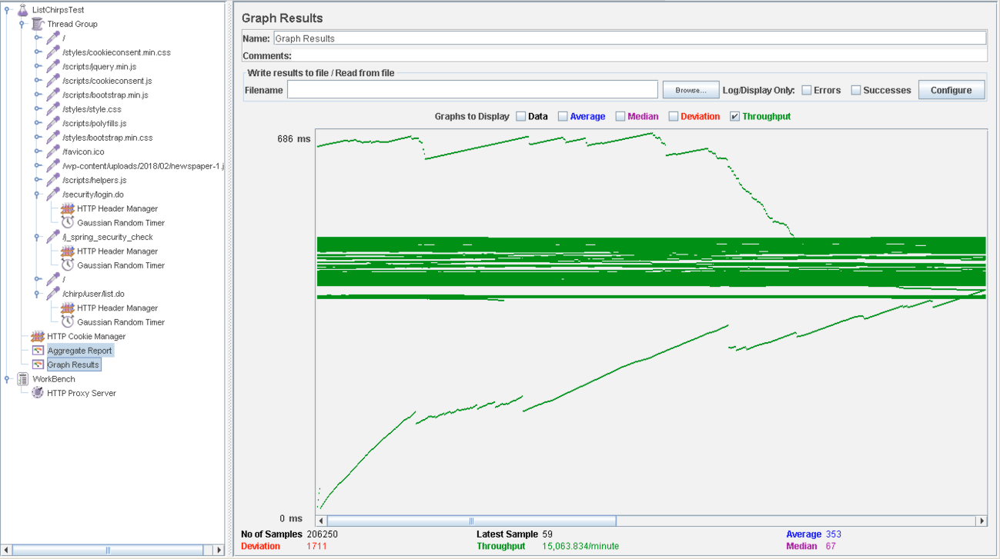 ListChirpsTest
Thread Group
/
/styles/cookieconsent.min.css
/scripts/jquery.min.js
/scripts/cookieconsent.js
/scripts/bootstrap.min.js
/styles/style.css
/scripts/polyfills.js
/styles/bootstrap.min.css
/favicon.ico
/wp-content/uploads/2018/02/newspaper-1.j
/scripts/helpers.js
/security/login.do
HTTP Header Manager
Gaussian Random Timer
/j_spring_security_check
HTTP Header Manager
Gaussian Random Timer
/
/chirp/user/list.do
HTTP Header Manager
Gaussian Random Timer
HTTP Cookie Manager
Aggregate Report
Graph Results
WorkBench
HTTP Proxy Server
Graph Results
Name: Graph Results
Comments:
Write results to file / Read from file
Filename Browse... Log/Display Only: Errors Successes Configure
Graphs to Display Data Average Median Deviation Throughput
686 ms
0 ms
No of Samples 206250 Latest Sample 59 Average 353
Deviation 1711 Throughput 15,063.834/minute Median 67